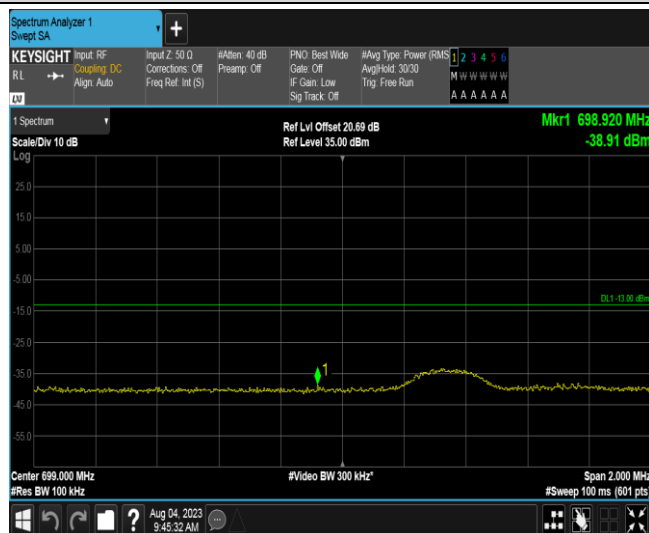 Spectrum Analyzer 1
Swept SA
KEYSIGHT
RL
LXI
Input: RF
Coupling: DC
Align: Auto
Input Z: 50 Ω
Corrections: Off
Freq Ref: Int (S)
#Atten: 40 dB
Preamp: Off
PNO: Best Wide
Gate: Off
IF Gain: Low
Sig Track: Off
#Avg Type: Power (RMS
Avg|Hold: 30/30
Trig: Free Run
1 2 3 4 5 6
M W W W W W
A A A A A A
1 Spectrum
Scale/Div 10 dB
Ref Lvl Offset 20.69 dB
Ref Level 35.00 dBm
Mkr1 698.920 MHz
-38.91 dBm
Log
25.0
15.0
5.00
-5.00
DL1 -13.00 dBm
-15.0
-25.0
1
-35.0
-45.0
-55.0
Center 699.000 MHz
#Video BW 300 kHz*
Span 2.000 MHz
#Res BW 100 kHz
#Sweep 100 ms (601 pts)
?
Aug 04, 2023
9:45:32 AM